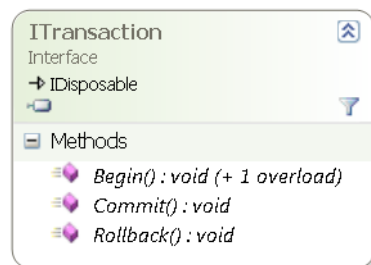 ITransaction
Interface
IDisposable
Methods
Begin() : void (+ 1 overload)
Commit() : void
Rollback() : void